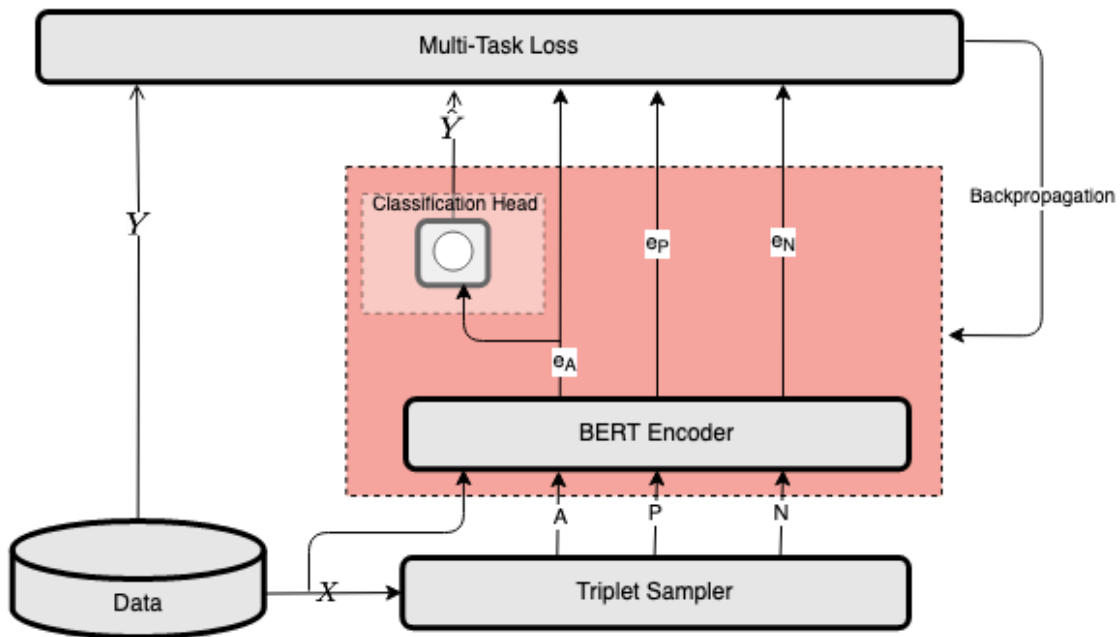 Multi-Task Loss
Ŷ
Classification Head
Y
Backpropagation
eP
eN
eA
BERT Encoder
A
P
N
X
Triplet Sampler
Data